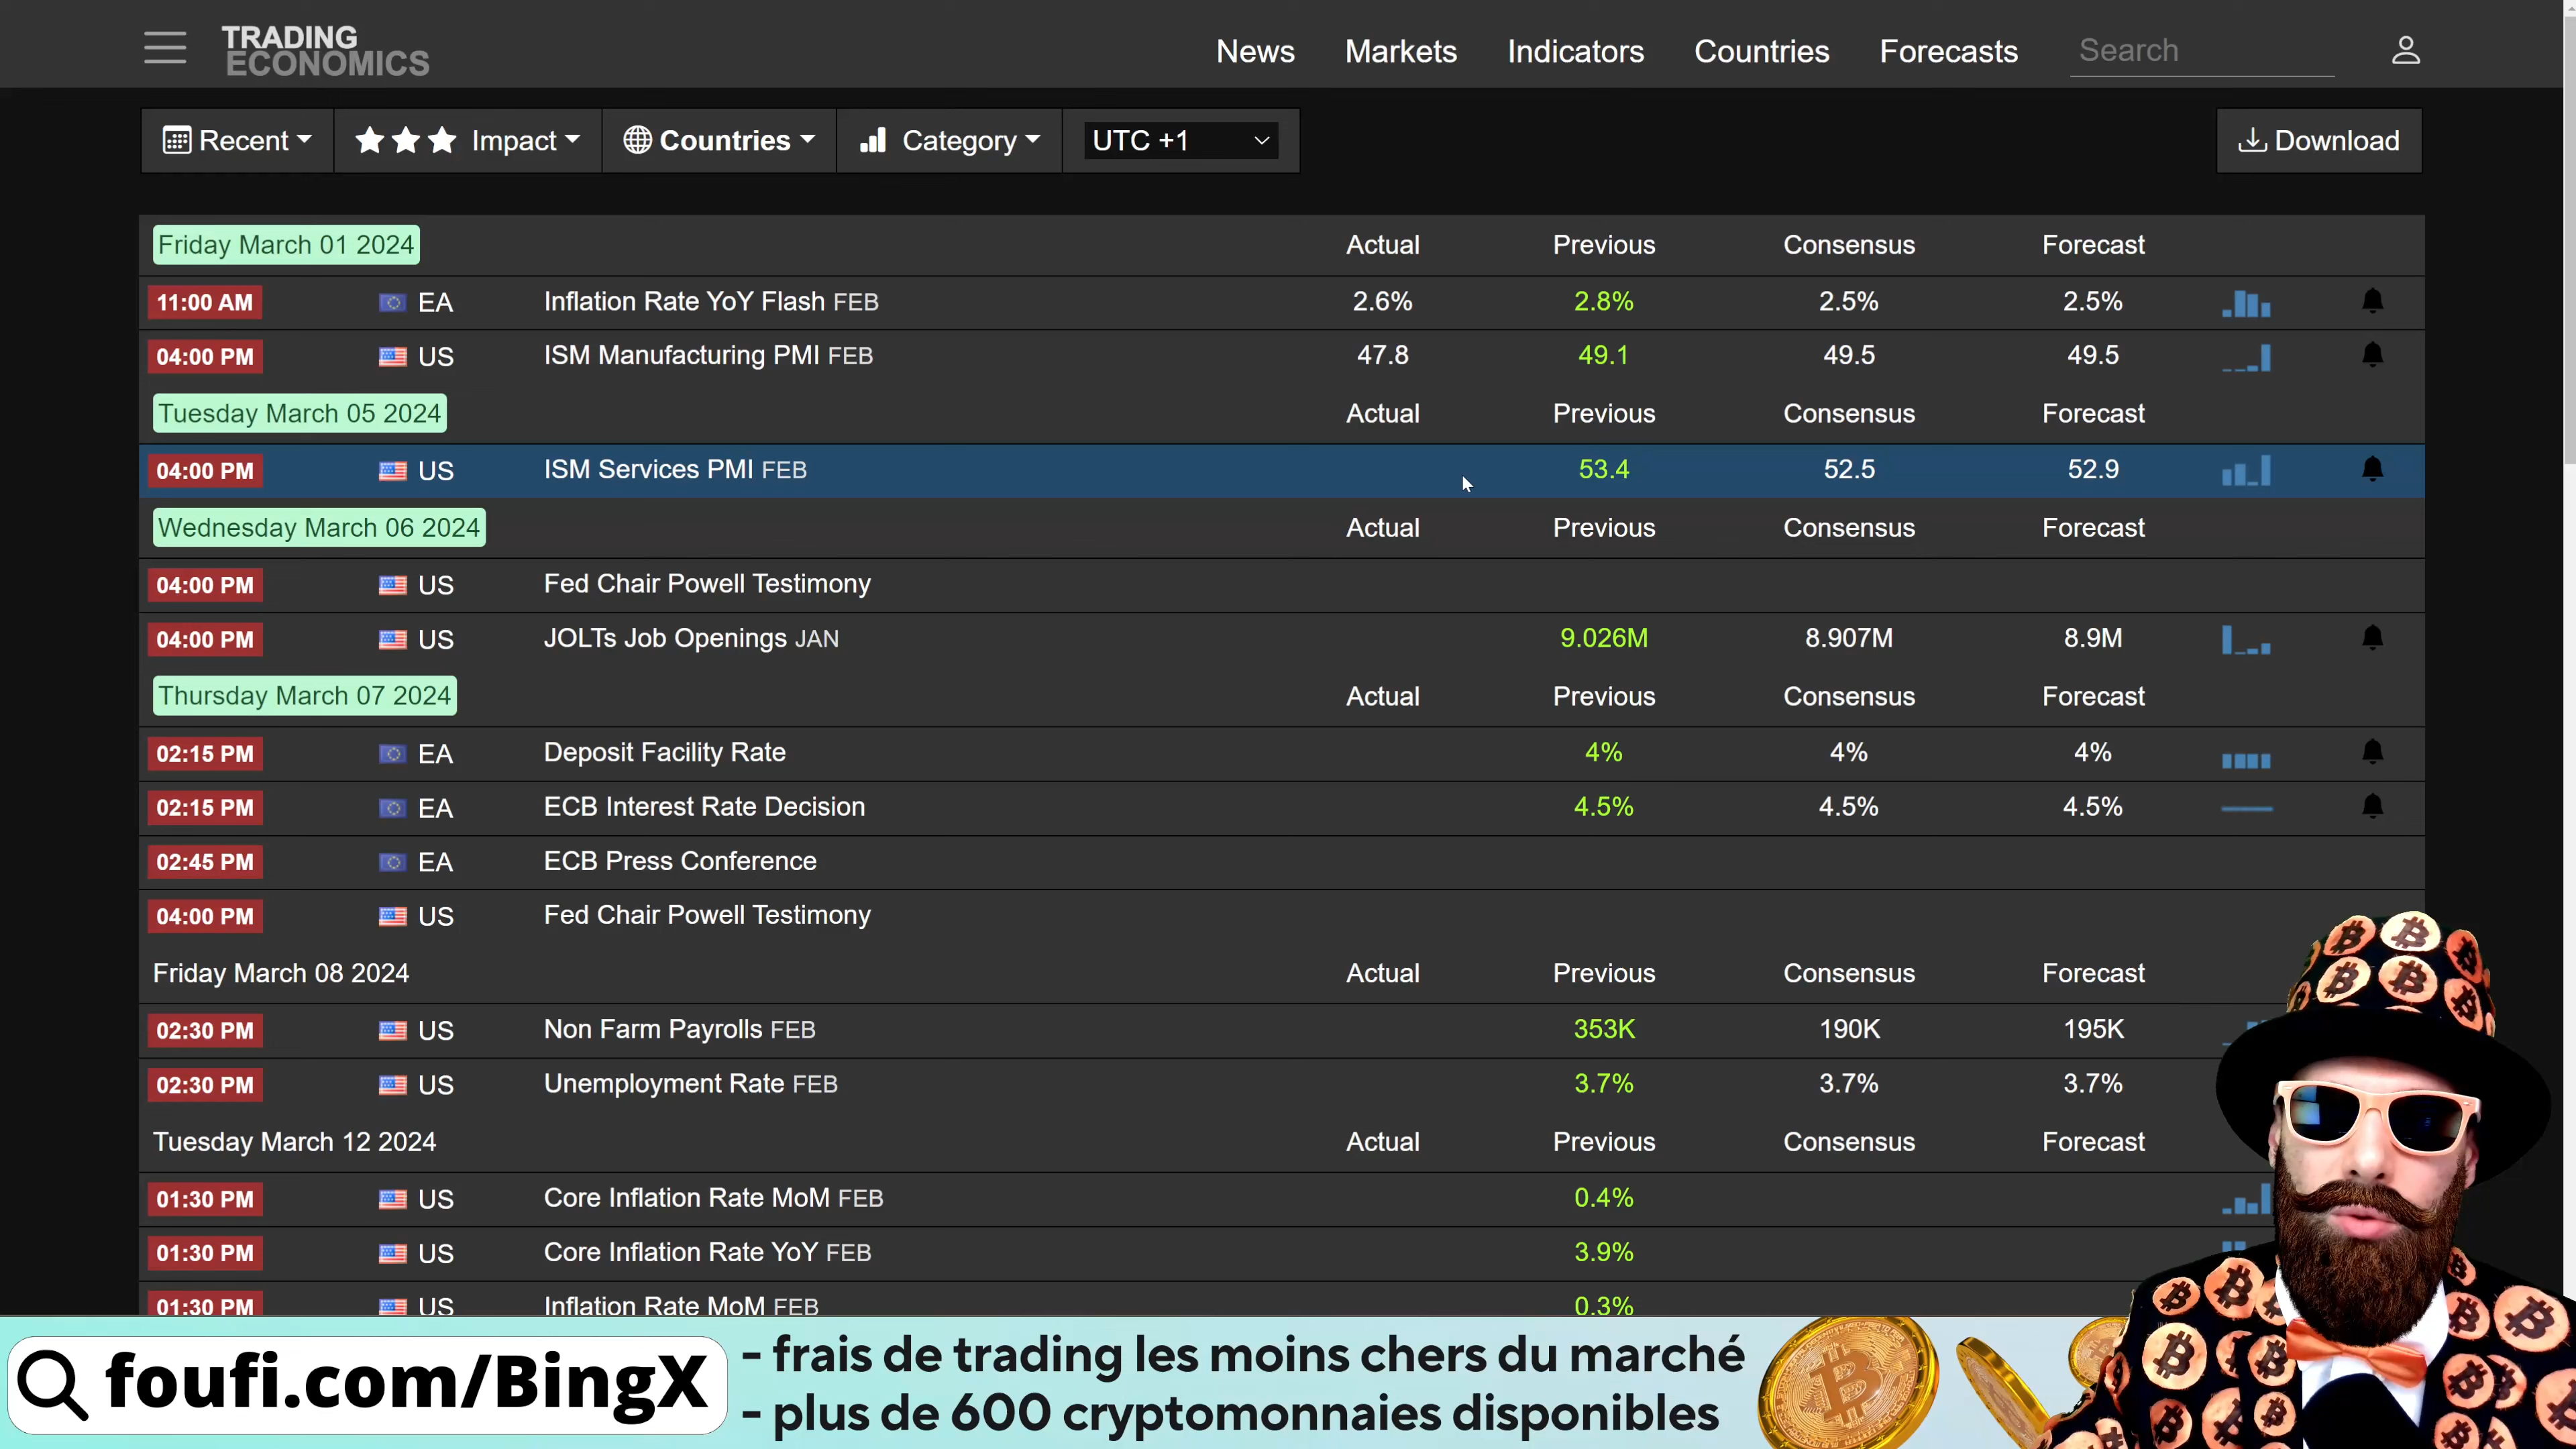 TRADING
ECONOMICS
News Markets Indicators Countries Forecasts Search
Recent Impact Countries Category UTC +1 Download
Friday March 01 2024 Actual Previous Consensus Forecast
11:00 AM EA Inflation Rate YoY Flash FEB 2.6% 2.8% 2.5% 2.5%
04:00 PM US ISM Manufacturing PMI FEB 47.8 49.1 49.5 49.5
Tuesday March 05 2024 Actual Previous Consensus Forecast
04:00 PM US ISM Services PMI FEB 53.4 52.5 52.9
Wednesday March 06 2024 Actual Previous Consensus Forecast
04:00 PM US Fed Chair Powell Testimony
04:00 PM US JOLTs Job Openings JAN 9.026M 8.907M 8.9M
Thursday March 07 2024 Actual Previous Consensus Forecast
02:15 PM EA Deposit Facility Rate 4% 4% 4%
02:15 PM EA ECB Interest Rate Decision 4.5% 4.5% 4.5%
02:45 PM EA ECB Press Conference
04:00 PM US Fed Chair Powell Testimony
Friday March 08 2024 Actual Previous Consensus Forecast
02:30 PM US Non Farm Payrolls FEB 353K 190K 195K
02:30 PM US Unemployment Rate FEB 3.7% 3.7% 3.7%
Tuesday March 12 2024 Actual Previous Consensus Forecast
01:30 PM US Core Inflation Rate MoM FEB 0.4%
01:30 PM US Core Inflation Rate YoY FEB 3.9%
01:30 PM US Inflation Rate MoM FEB 0.3%
foufi.com/BingX
- frais de trading les moins chers du marché
- plus de 600 cryptomonnaies disponibles